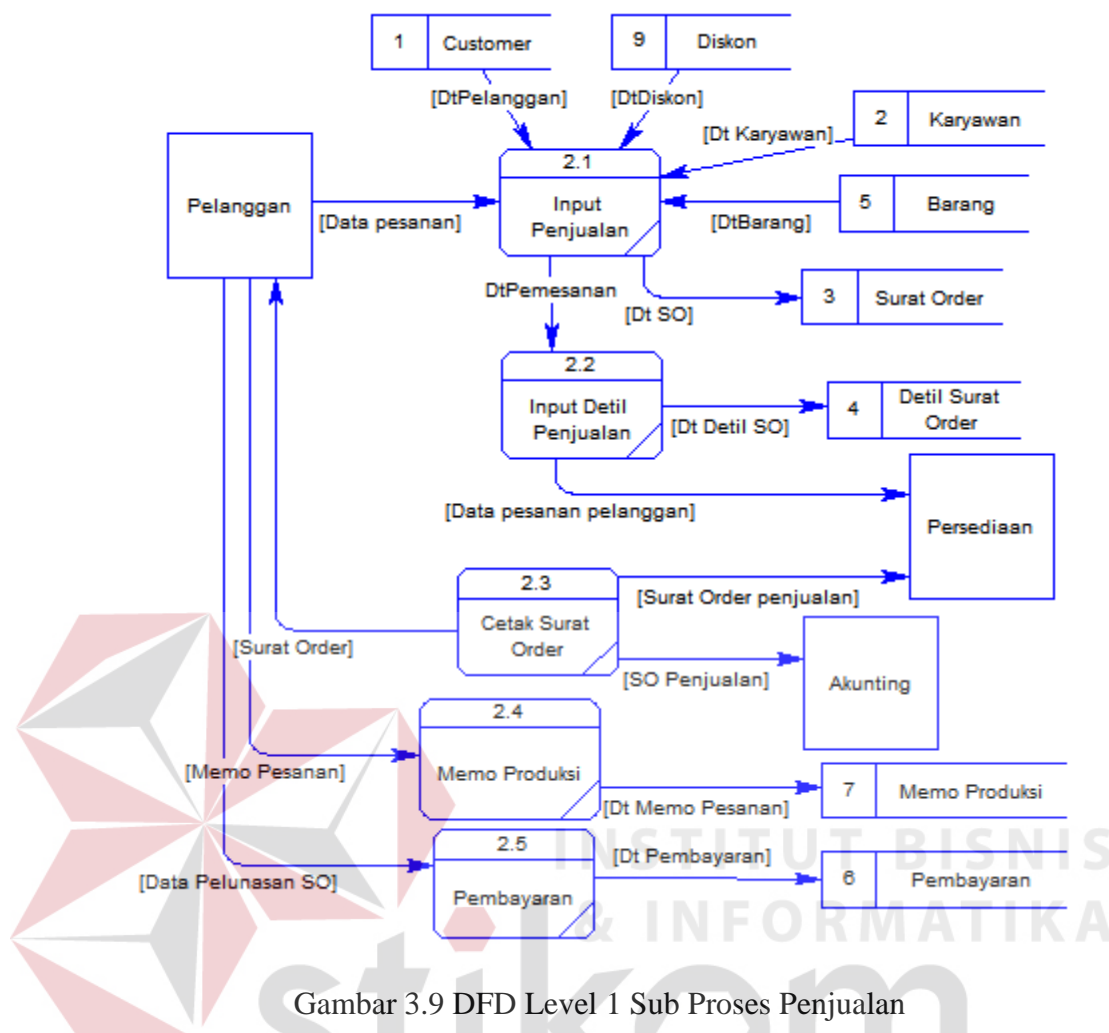 1 Customer
9 Diskon
[DtPelanggan]
[DtDiskon]
2 Karyawan
[Dt Karyawan]
Pelanggan
[Data pesanan]
2.1
Input
Penjualan
5 Barang
[DtBarang]
DtPemesanan
[Dt SO]
3 Surat Order
2.2
Input Detil
Penjualan
[Dt Detil SO]
4 Detil Surat
Order
[Data pesanan pelanggan]
Persediaan
2.3
Cetak Surat
Order
[Surat Order penjualan]
[Surat Order]
[SO Penjualan]
Akunting
2.4
Memo Produksi
[Memo Pesanan]
[Dt Memo Pesanan]
7 Memo Produksi
2.5
Pembayaran
[Data Pelunasan SO]
[Dt Pembayaran]
6 Pembayaran
INSTITUT BISNIS
& INFORMATIKA
stikom
Gambar 3.9 DFD Level 1 Sub Proses Penjualan